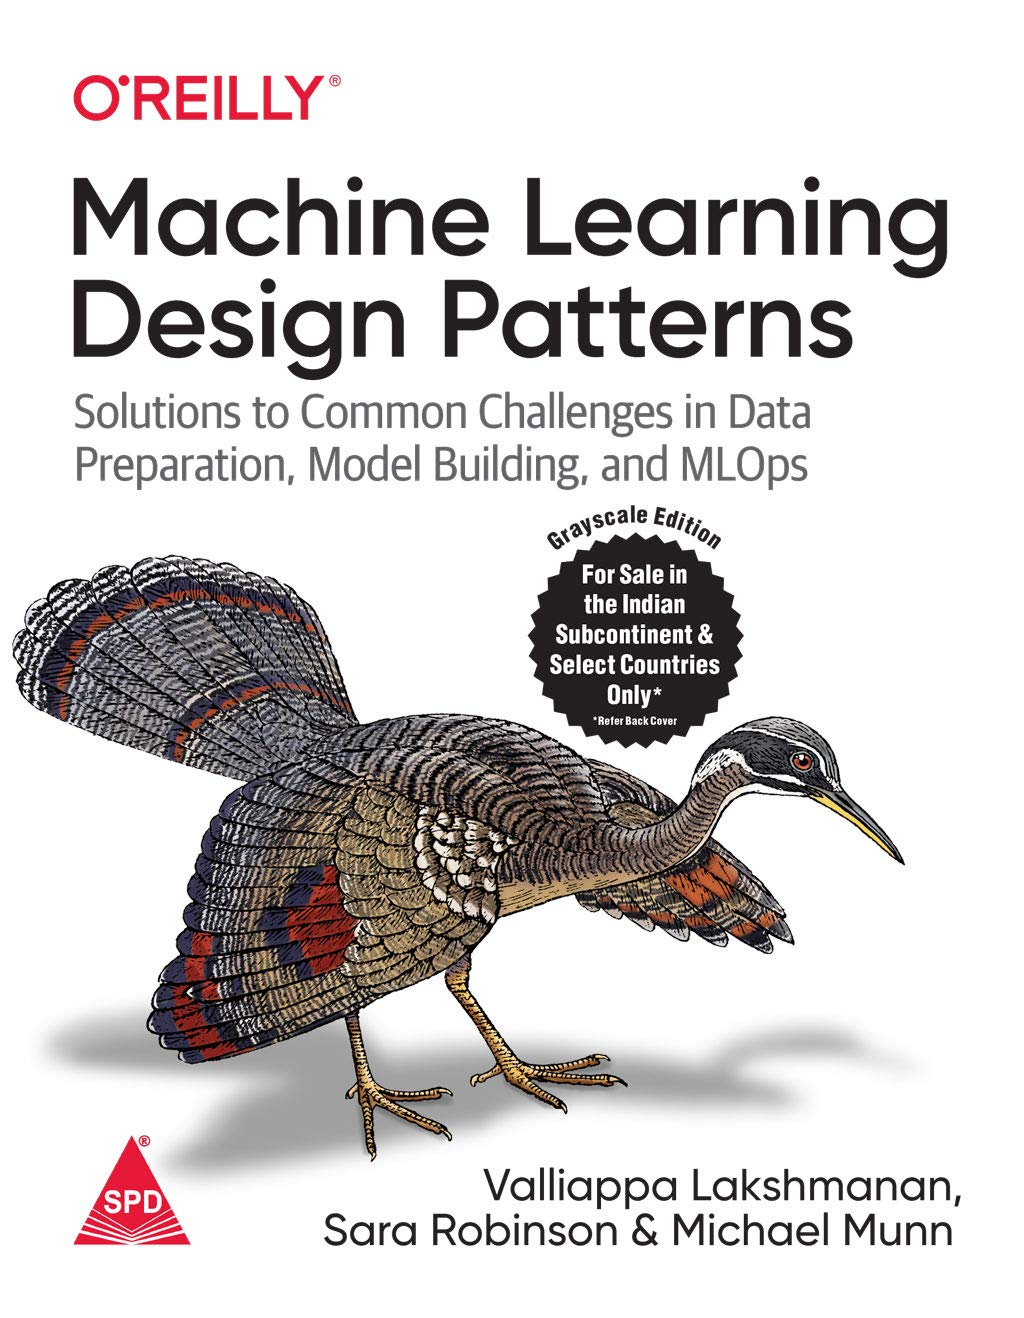 O'REILLY®
Machine Learning
Design Patterns
Solutions to Common Challenges in Data
Preparation, Model Building, and MLOps
Grayscale Edition
For Sale in
the Indian
Subcontinent &
Select Countries
Only*
*Refer Back Cover
®
SPD
Valliappa Lakshmanan,
Sara Robinson & Michael Munn